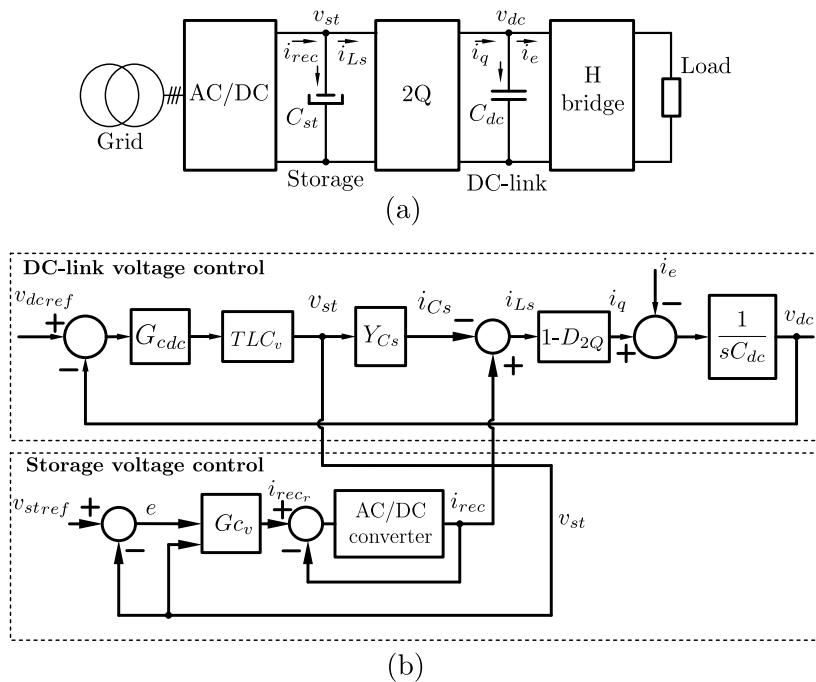 v_st v_dc
i_rec i_Ls i_q i_e
AC/DC 2Q H bridge Load
C_st C_dc
Grid
Storage DC-link
(a)
DC-link voltage control
v_dcref v_st i_Cs i_Ls i_q i_e v_dc
+ G_cdc TLC_v Y_Cs − + 1-D_2Q + − 1/sC_dc
−
Storage voltage control
v_stref + e i_rec_r + AC/DC converter i_rec v_st
− Gc_v −
(b)